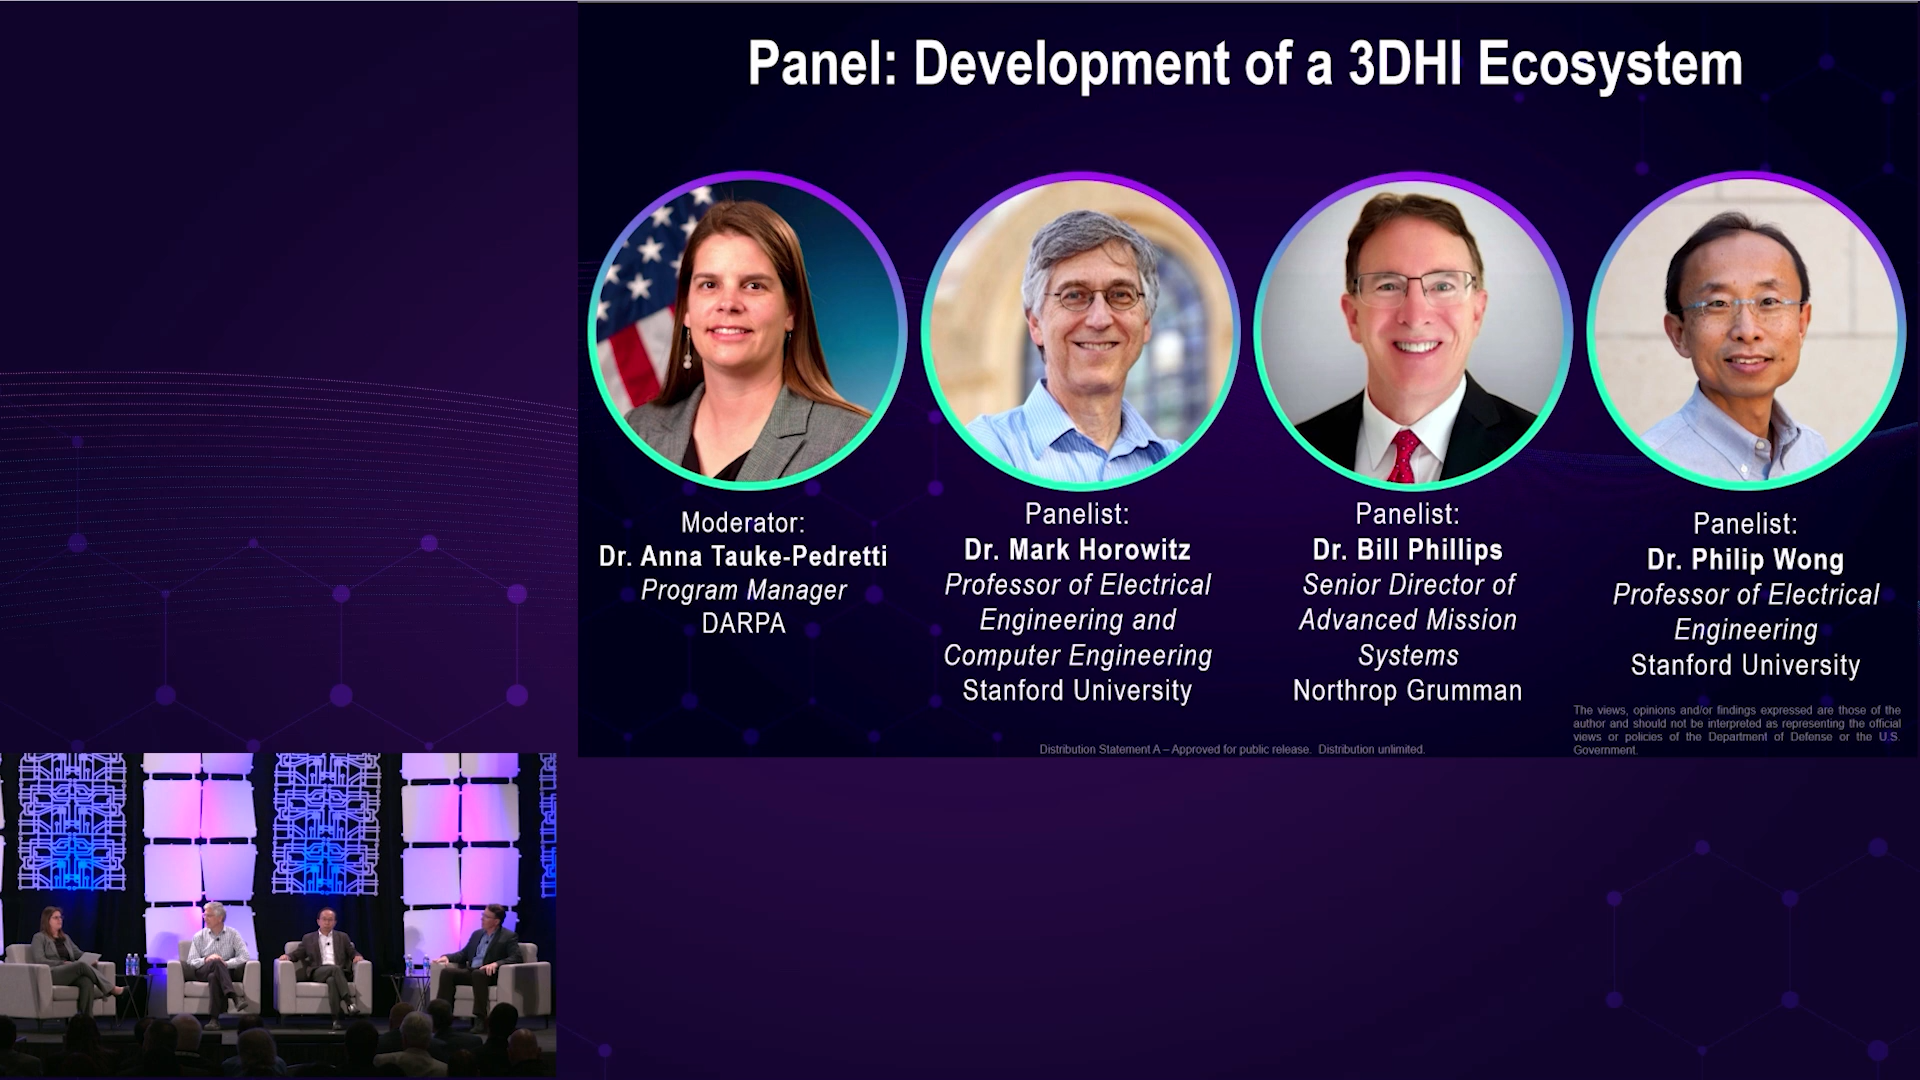 Panel: Development of a 3DHI Ecosystem
Moderator:
Dr. Anna Tauke-Pedretti
Program Manager
DARPA
Panelist:
Dr. Mark Horowitz
Professor of Electrical
Engineering and
Computer Engineering
Stanford University
Panelist:
Dr. Bill Phillips
Senior Director of
Advanced Mission
Systems
Northrop Grumman
Panelist:
Dr. Philip Wong
Professor of Electrical
Engineering
Stanford University
The views, opinions and/or findings expressed are those of the
author and should not be interpreted as representing the official
views or policies of the Department of Defense or the U.S.
Government.
Distribution Statement A – Approved for public release. Distribution unlimited.